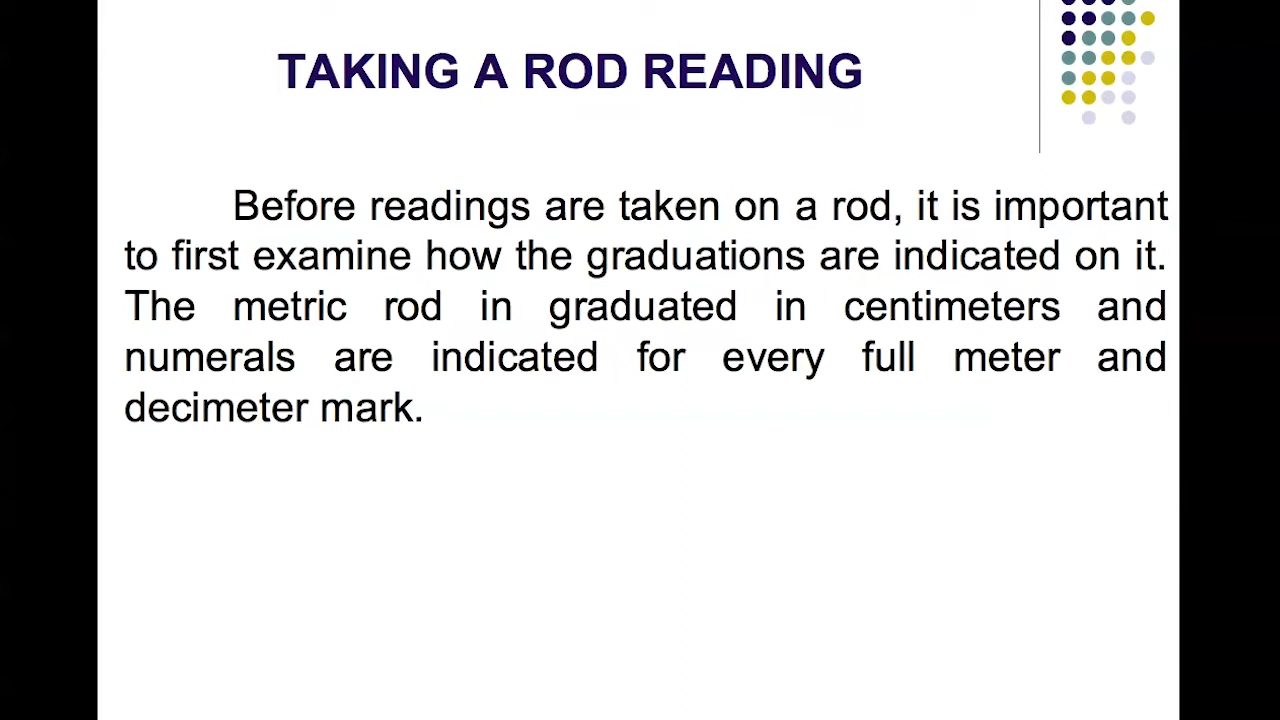 TAKING A ROD READING
Before readings are taken on a rod, it is important
to first examine how the graduations are indicated on it.
The metric rod in graduated in centimeters and
numerals are indicated for every full meter and
decimeter mark.